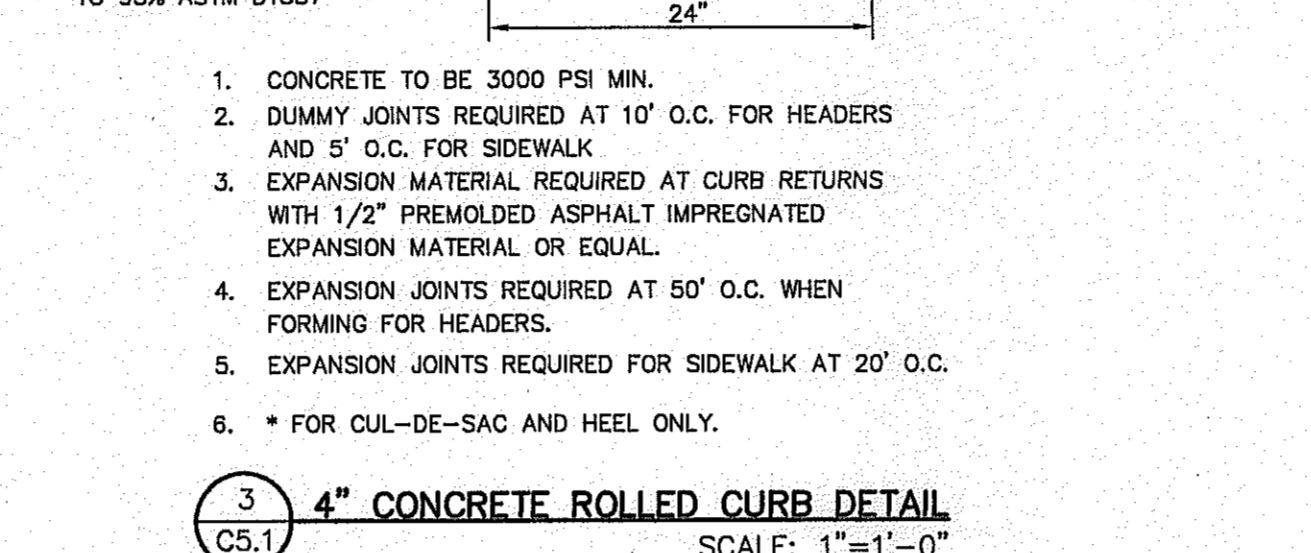 24"
1. CONCRETE TO BE 3000 PSI MIN.
2. DUMMY JOINTS REQUIRED AT 10' O.C. FOR HEADERS
AND 5' O.C. FOR SIDEWALK
3. EXPANSION MATERIAL REQUIRED AT CURB RETURNS
WITH 1/2" PREMOLDED ASPHALT IMPREGNATED
EXPANSION MATERIAL OR EQUAL.
4. EXPANSION JOINTS REQUIRED AT 50' O.C. WHEN
FORMING FOR HEADERS.
5. EXPANSION JOINTS REQUIRED FOR SIDEWALK AT 20' O.C.
6. * FOR CUL-DE-SAC AND HEEL ONLY.
3 4" CONCRETE ROLLED CURB DETAIL
C5.1 SCALE: 1"=1'-0"